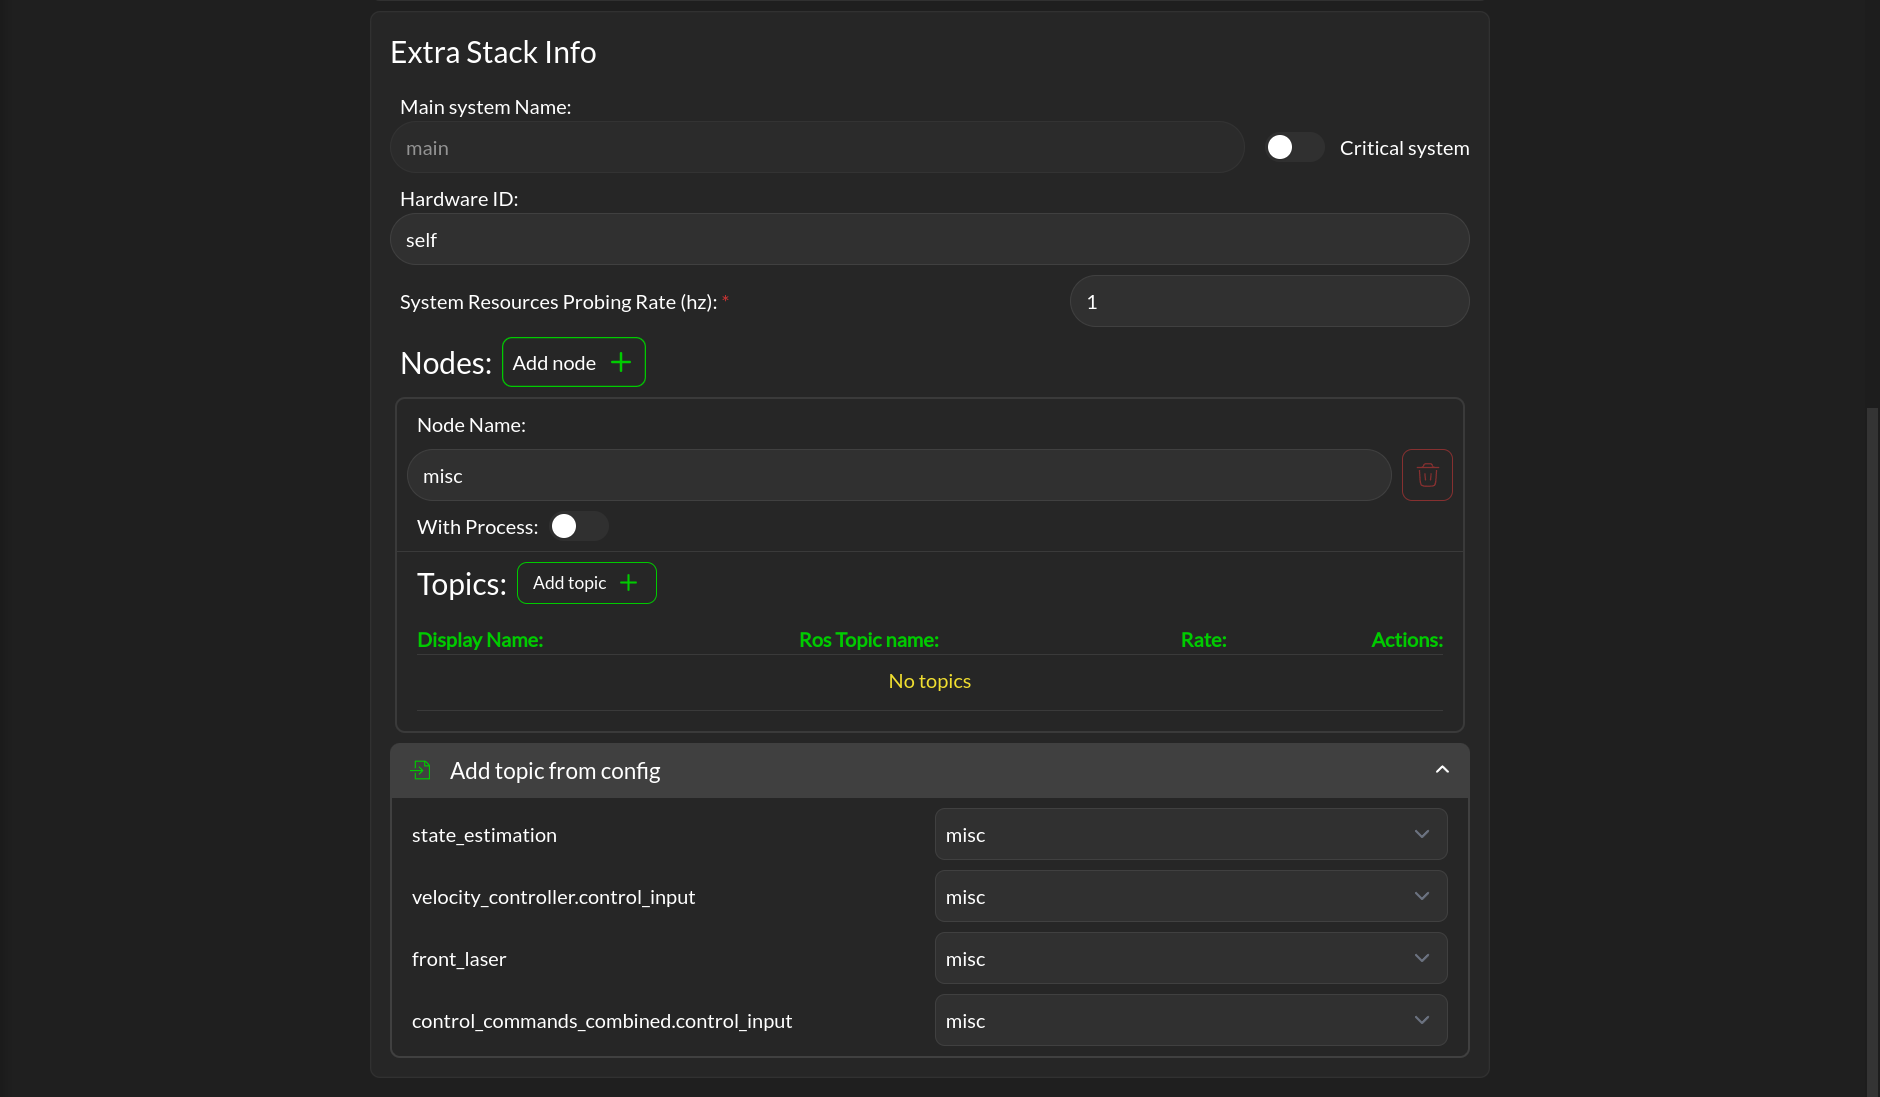 Extra Stack Info
Main system Name:
main
Critical system
Hardware ID:
self
System Resources Probing Rate (hz): *
1
Nodes: Add node
Node Name:
misc
With Process:
Topics: Add topic
Display Name: Ros Topic name: Rate: Actions:
No topics
Add topic from config
state_estimation misc
velocity_controller.control_input misc
front_laser misc
control_commands_combined.control_input misc